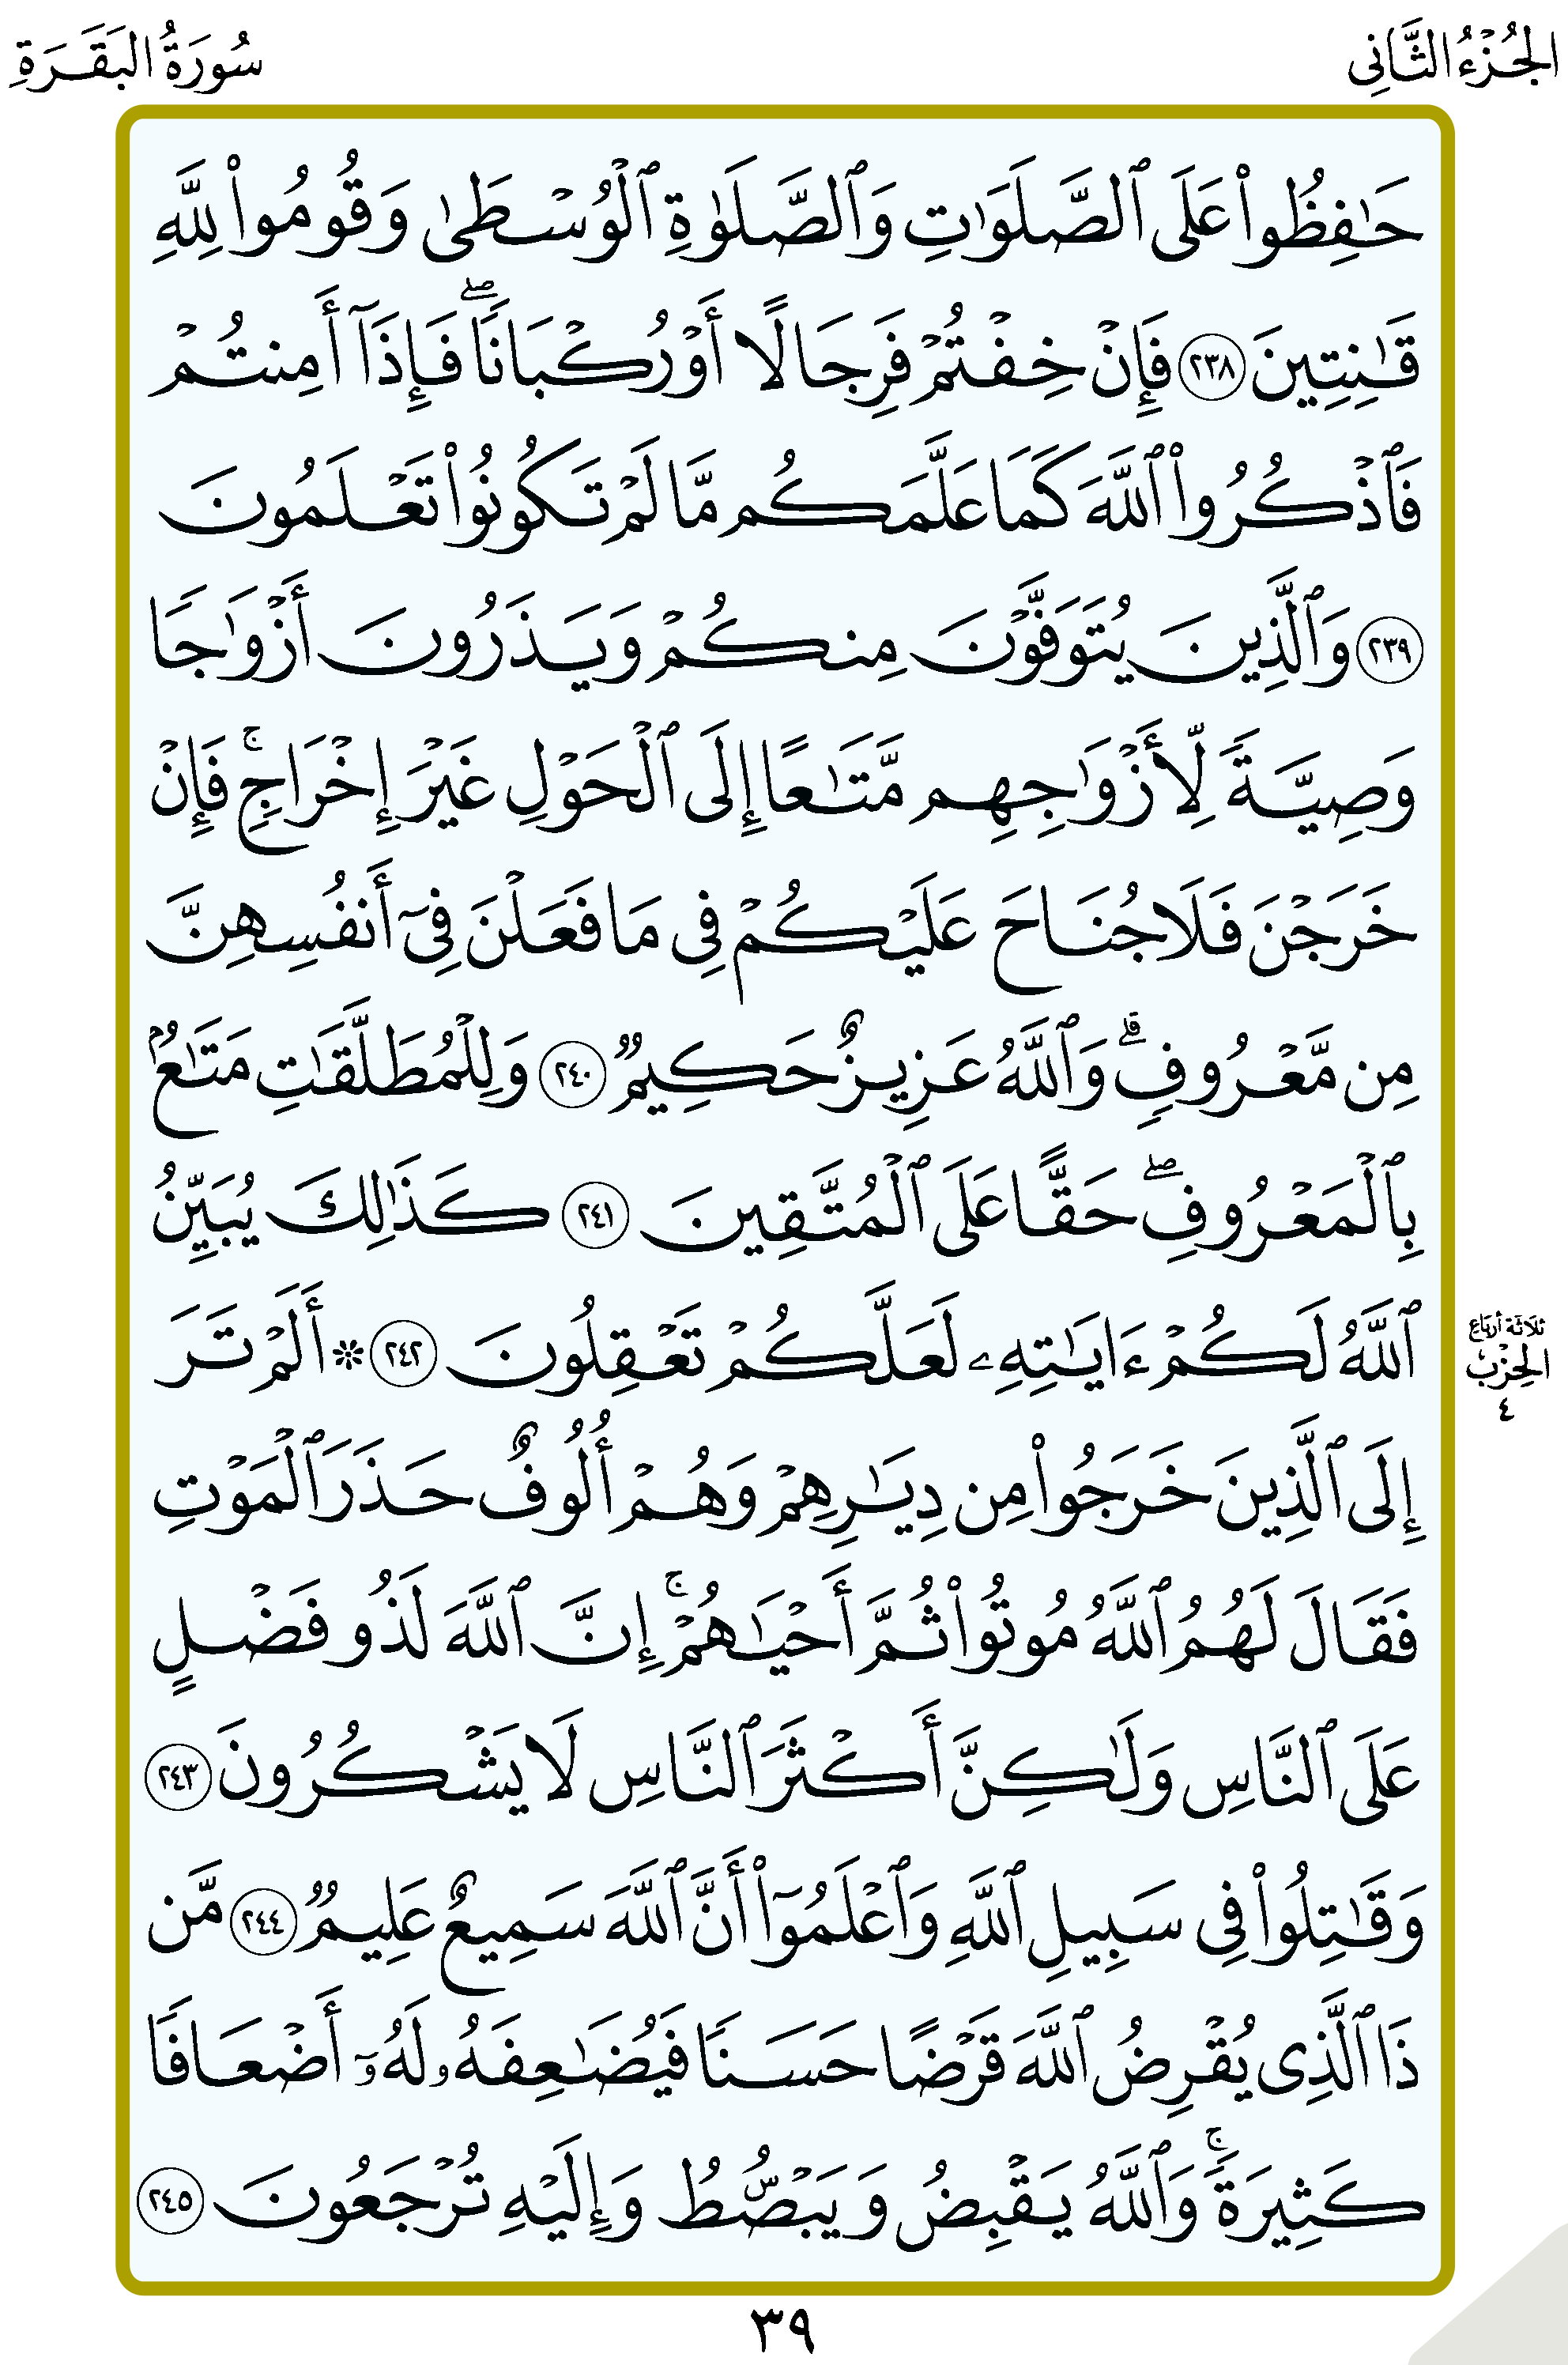 الجُزْءُ الثَّانِي
سُورَةُ البَقَرَةِ
حَٰفِظُوا۟ عَلَى ٱلصَّلَوَٰتِ وَٱلصَّلَوٰةِ ٱلْوُسْطَىٰ وَقُومُوا۟ لِلَّهِ
قَٰنِتِينَ ٢٣٨ فَإِنْ خِفْتُمْ فَرِجَالًا أَوْ رُكْبَانًا ۖ فَإِذَآ أَمِنتُمْ
فَٱذْكُرُوا۟ ٱللَّهَ كَمَا عَلَّمَكُم مَّا لَمْ تَكُونُوا۟ تَعْلَمُونَ
٢٣٩ وَٱلَّذِينَ يُتَوَفَّوْنَ مِنكُمْ وَيَذَرُونَ أَزْوَٰجًا
وَصِيَّةً لِّأَزْوَٰجِهِم مَّتَٰعًا إِلَى ٱلْحَوْلِ غَيْرَ إِخْرَاجٍ ۚ فَإِنْ
خَرَجْنَ فَلَا جُنَاحَ عَلَيْكُمْ فِى مَا فَعَلْنَ فِىٓ أَنفُسِهِنَّ
مِن مَّعْرُوفٍ ۗ وَٱللَّهُ عَزِيزٌ حَكِيمٌ ٢٤٠ وَلِلْمُطَلَّقَٰتِ مَتَٰعٌۢ
بِٱلْمَعْرُوفِ ۖ حَقًّا عَلَى ٱلْمُتَّقِينَ ٢٤١ كَذَٰلِكَ يُبَيِّنُ
ٱللَّهُ لَكُمْ ءَايَٰتِهِۦ لَعَلَّكُمْ تَعْقِلُونَ ٢٤٢ ۞ أَلَمْ تَرَ
ثلاثة أرباع
الحِزْب
٤
إِلَى ٱلَّذِينَ خَرَجُوا۟ مِن دِيَٰرِهِمْ وَهُمْ أُلُوفٌ حَذَرَ ٱلْمَوْتِ
فَقَالَ لَهُمُ ٱللَّهُ مُوتُوا۟ ثُمَّ أَحْيَٰهُمْ ۚ إِنَّ ٱللَّهَ لَذُو فَضْلٍ
عَلَى ٱلنَّاسِ وَلَٰكِنَّ أَكْثَرَ ٱلنَّاسِ لَا يَشْكُرُونَ ٢٤٣
وَقَٰتِلُوا۟ فِى سَبِيلِ ٱللَّهِ وَٱعْلَمُوٓا۟ أَنَّ ٱللَّهَ سَمِيعٌ عَلِيمٌ ٢٤٤ مَّن
ذَا ٱلَّذِى يُقْرِضُ ٱللَّهَ قَرْضًا حَسَنًا فَيُضَٰعِفَهُۥ لَهُۥٓ أَضْعَافًا
كَثِيرَةً ۚ وَٱللَّهُ يَقْبِضُ وَيَبْصُۜطُ وَإِلَيْهِ تُرْجَعُونَ ٢٤٥
٣٩